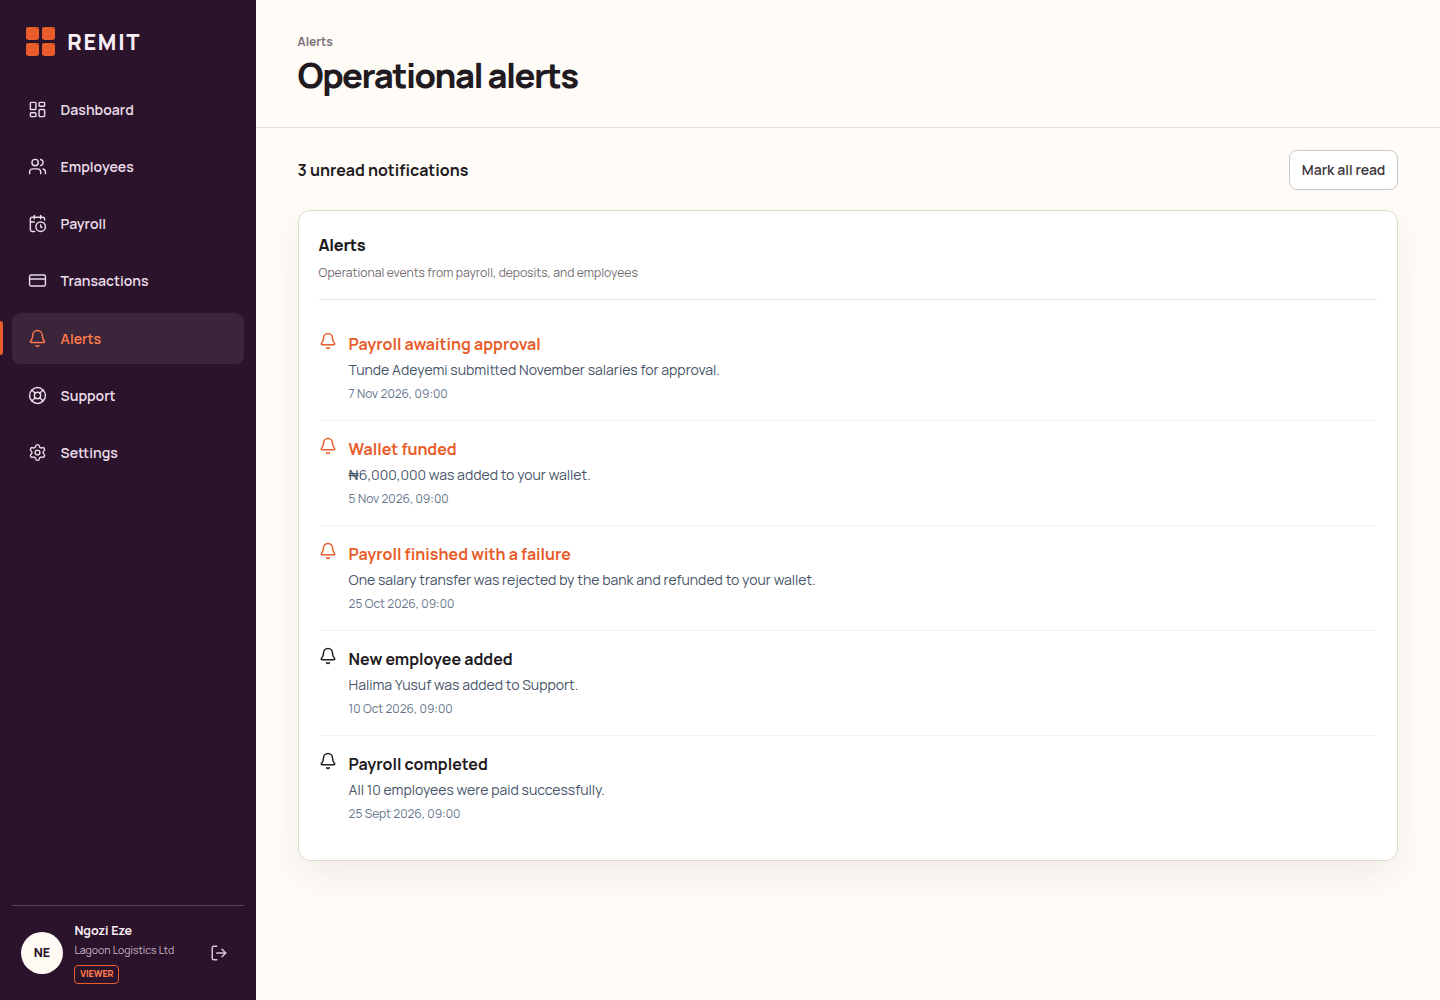 REMIT
Dashboard
Employees
Payroll
Transactions
Alerts
Support
Settings
NE
Ngozi Eze
Lagoon Logistics Ltd
VIEWER
Alerts
Operational alerts
3 unread notifications
Mark all read
Alerts
Operational events from payroll, deposits, and employees
Payroll awaiting approval
Tunde Adeyemi submitted November salaries for approval.
7 Nov 2026, 09:00
Wallet funded
₦6,000,000 was added to your wallet.
5 Nov 2026, 09:00
Payroll finished with a failure
One salary transfer was rejected by the bank and refunded to your wallet.
25 Oct 2026, 09:00
New employee added
Halima Yusuf was added to Support.
10 Oct 2026, 09:00
Payroll completed
All 10 employees were paid successfully.
25 Sept 2026, 09:00